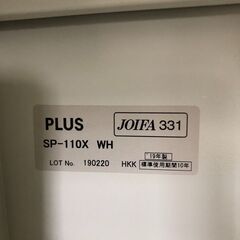 PLUS JOIFA 331
SP-110X WH
LOT No. 190220 HKK 19年製
標準使用期間10年